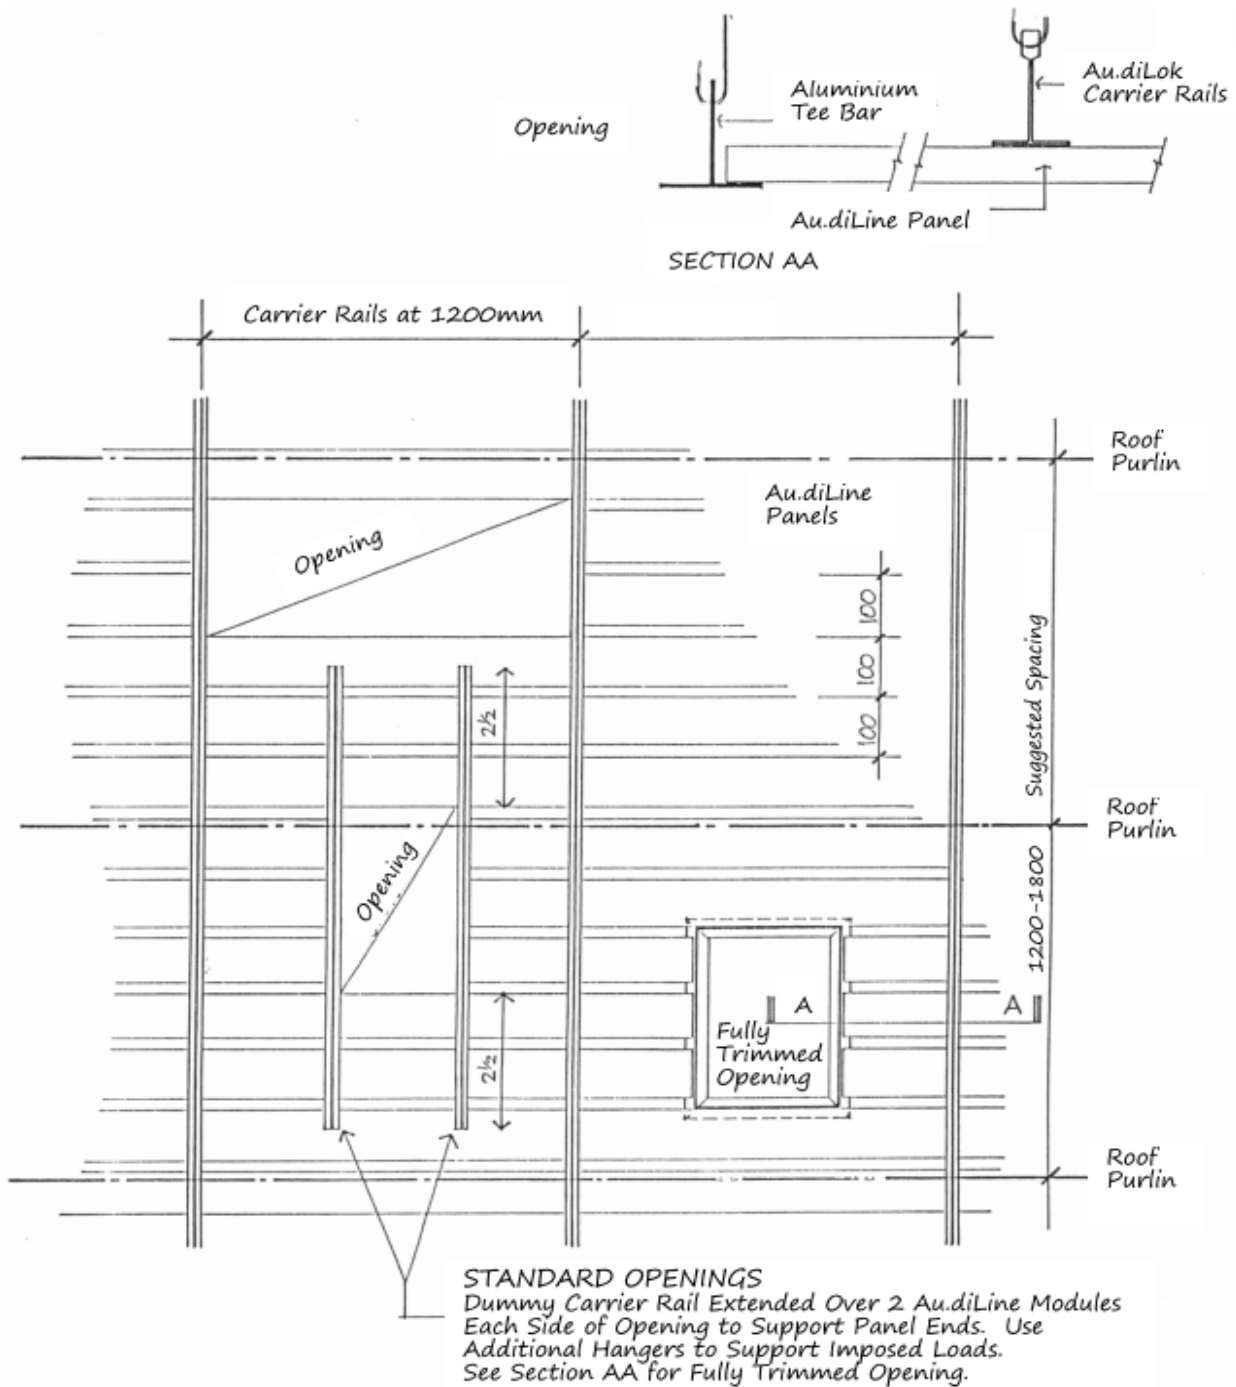 Opening
Aluminium
Tee Bar
Au.diLok
Carrier Rails
Au.diLine Panel
SECTION AA
Carrier Rails at 1200mm
Roof
Purlin
Au.diLine
Panels
Opening
100
100
100
Suggested Spacing
2½
Roof
Purlin
Opening
1200-1800
A
A
Fully
Trimmed
Opening
2½
Roof
Purlin
STANDARD OPENINGS
Dummy Carrier Rail Extended Over 2 Au.diLine Modules
Each Side of Opening to Support Panel Ends. Use
Additional Hangers to Support Imposed Loads.
See Section AA for Fully Trimmed Opening.